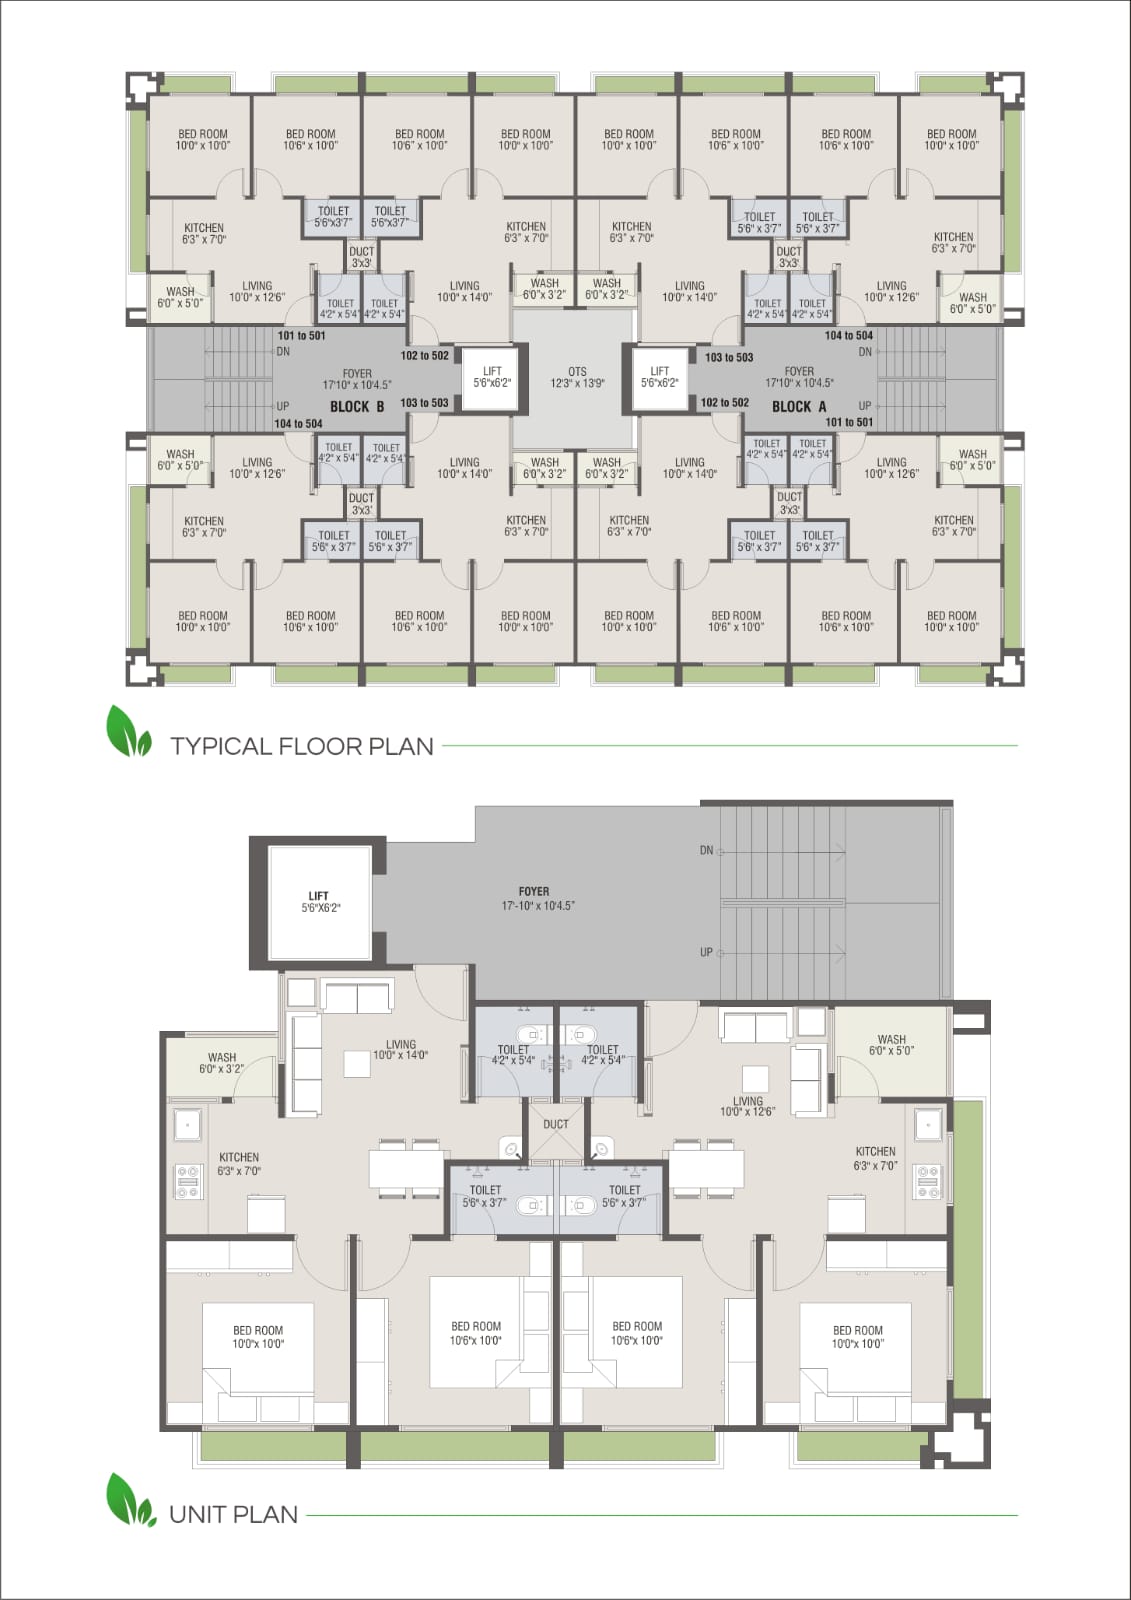 BED ROOM
10'0" x 10'0"
BED ROOM
10'6" x 10'0"
BED ROOM
10'6" x 10'0"
BED ROOM
10'0" x 10'0"
BED ROOM
10'0" x 10'0"
BED ROOM
10'6" x 10'0"
BED ROOM
10'6" x 10'0"
BED ROOM
10'0" x 10'0"
KITCHEN
6'3" x 7'0"
TOILET
5'6"x3'7"
TOILET
5'6"x3'7"
KITCHEN
6'3" x 7'0"
KITCHEN
6'3" x 7'0"
TOILET
5'6" x 3'7"
TOILET
5'6" x 3'7"
KITCHEN
6'3" x 7'0"
DUCT
3'x3'
DUCT
3'x3'
WASH
6'0" x 5'0"
LIVING
10'0" x 12'6"
TOILET
4'2" x 5'4"
TOILET
4'2" x 5'4"
LIVING
10'0" x 14'0"
WASH
6'0"x 3'2"
WASH
6'0"x 3'2"
LIVING
10'0" x 14'0"
TOILET
4'2" x 5'4"
TOILET
4'2" x 5'4"
LIVING
10'0" x 12'6"
WASH
6'0" x 5'0"
101 to 501
102 to 502
103 to 503
104 to 504
DN
FOYER
17'10" x 10'4.5"
LIFT
5'6"x6'2"
OTS
12'3" x 13'9"
LIFT
5'6"x6'2"
FOYER
17'10" x 10'4.5"
DN
UP
BLOCK B
BLOCK A
UP
104 to 504
103 to 503
102 to 502
101 to 501
WASH
6'0" x 5'0"
LIVING
10'0" x 12'6"
TOILET
4'2" x 5'4"
TOILET
4'2" x 5'4"
LIVING
10'0" x 14'0"
WASH
6'0"x 3'2"
WASH
6'0"x 3'2"
LIVING
10'0" x 14'0"
TOILET
4'2" x 5'4"
TOILET
4'2" x 5'4"
LIVING
10'0" x 12'6"
WASH
6'0" x 5'0"
DUCT
3'x3'
DUCT
3'x3'
KITCHEN
6'3" x 7'0"
TOILET
5'6" x 3'7"
TOILET
5'6" x 3'7"
KITCHEN
6'3" x 7'0"
KITCHEN
6'3" x 7'0"
TOILET
5'6" x 3'7"
TOILET
5'6" x 3'7"
KITCHEN
6'3" x 7'0"
BED ROOM
10'0" x 10'0"
BED ROOM
10'6" x 10'0"
BED ROOM
10'6" x 10'0"
BED ROOM
10'0" x 10'0"
BED ROOM
10'0" x 10'0"
BED ROOM
10'6" x 10'0"
BED ROOM
10'6" x 10'0"
BED ROOM
10'0" x 10'0"
TYPICAL FLOOR PLAN
DN
LIFT
5'6"X6'2"
FOYER
17'-10" x 10'4.5"
UP
LIVING
10'0" x 14'0"
WASH
6'0" x 3'2"
TOILET
4'2" x 5'4"
TOILET
4'2" x 5'4"
WASH
6'0" x 5'0"
LIVING
10'0" x 12'6"
DUCT
KITCHEN
6'3" x 7'0"
KITCHEN
6'3" x 7'0"
TOILET
5'6" x 3'7"
TOILET
5'6" x 3'7"
BED ROOM
10'0"x 10'0"
BED ROOM
10'6"x 10'0"
BED ROOM
10'6"x 10'0"
BED ROOM
10'0"x 10'0"
UNIT PLAN